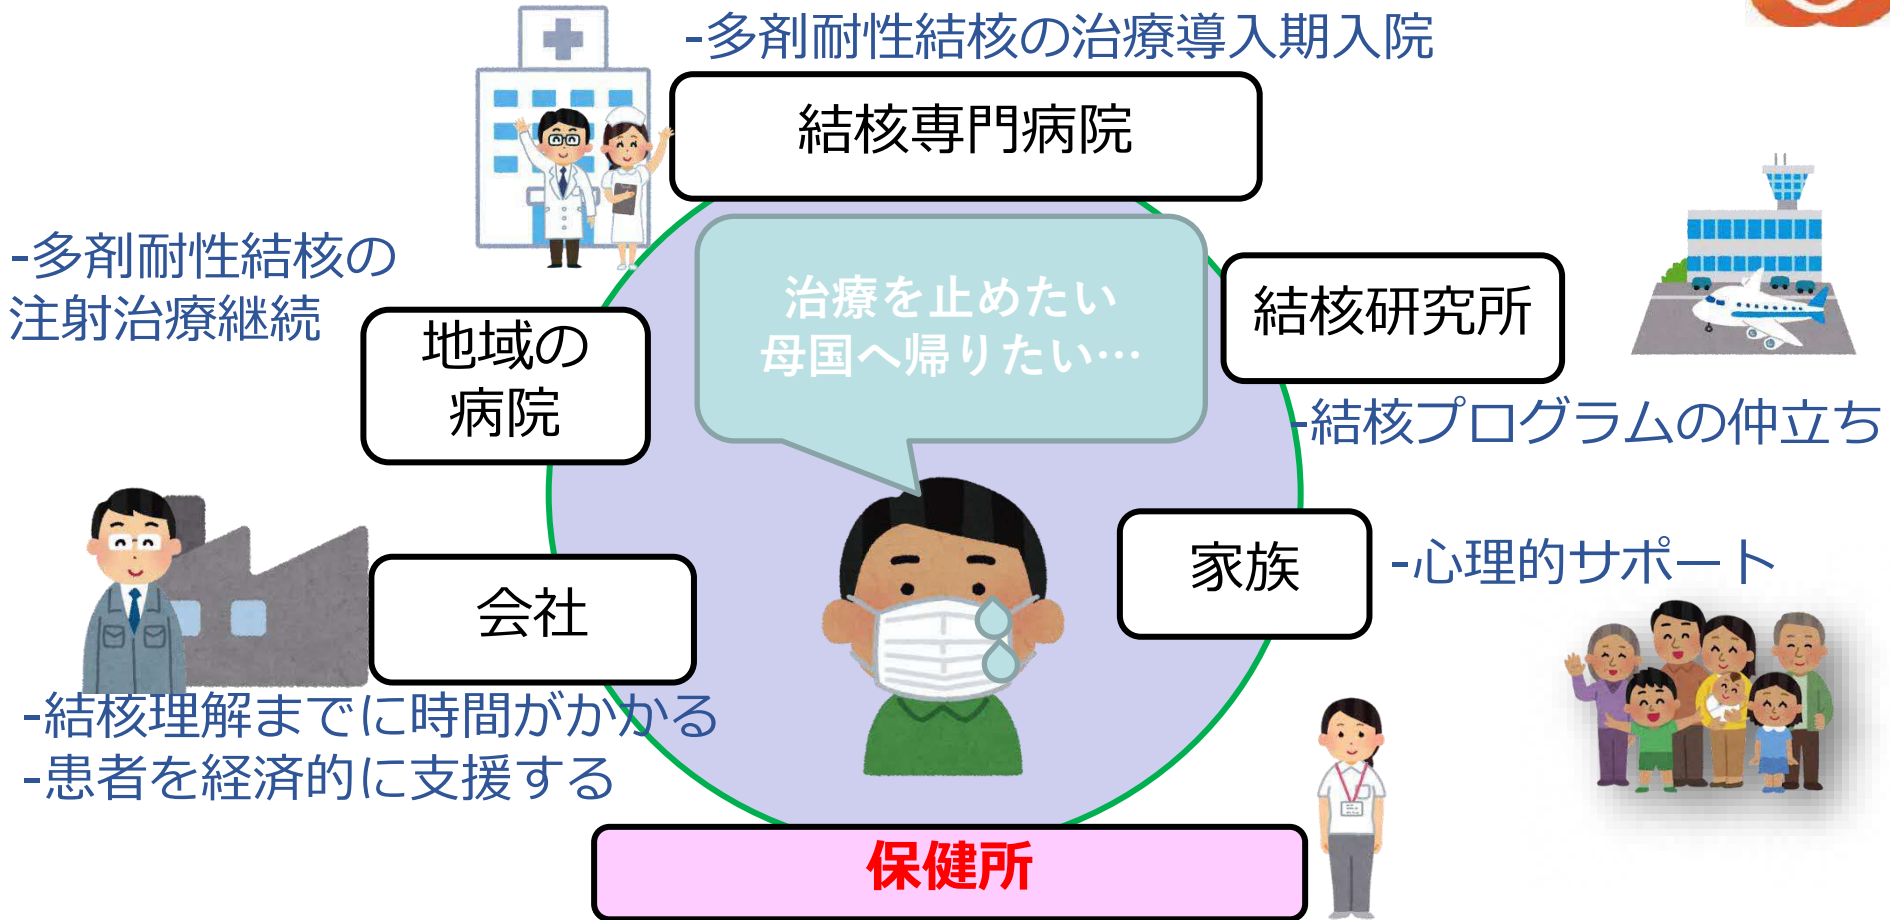 -多剤耐性結核の治療導入期入院
結核専門病院
-多剤耐性結核の
注射治療継続
地域の
病院
治療を止めたい
母国へ帰りたい…
結核研究所
-結核プログラムの仲立ち
会社
-結核理解までに時間がかかる
-患者を経済的に支援する
家族
-心理的サポート
保健所